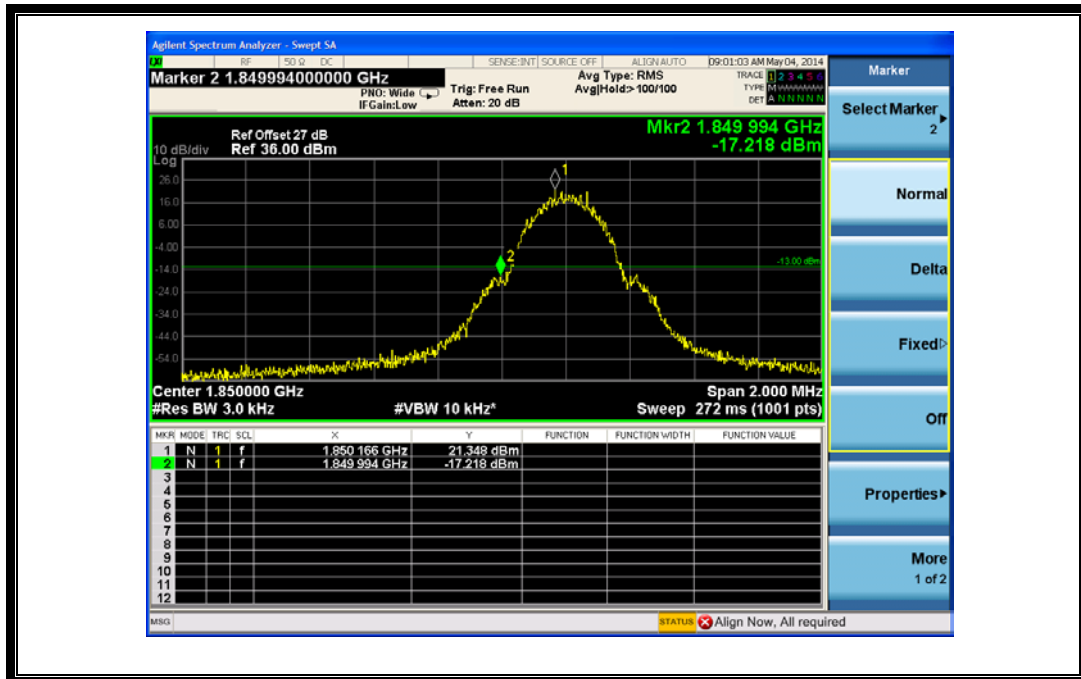 Agilent Spectrum Analyzer - Swept SA
RF 50 Ω DC SENSE:INT SOURCE OFF ALIGN AUTO 09:01:03 AM May 04, 2014
Marker 2 1.849994000000 GHz
PNO: Wide
IFGain:Low
Trig: Free Run
Atten: 20 dB
Avg Type: RMS
Avg|Hold:>100/100
TRACE 1 2 3 4 5 6
TYPE M
DET A N N N N N
Mkr2 1.849 994 GHz
-17.218 dBm
Ref Offset 27 dB
10 dB/div Ref 36.00 dBm
Log
1
26.0
16.0
6.00
2
-4.00
-13.00 dBm
-14.0
-24.0
-34.0
-44.0
-54.0
Center 1.850000 GHz Span 2.000 MHz
#Res BW 3.0 kHz #VBW 10 kHz* Sweep 272 ms (1001 pts)
MKR MODE TRC SCL X Y FUNCTION FUNCTION WIDTH FUNCTION VALUE
1 N 1 f 1.850 166 GHz 21.348 dBm
2 N 1 f 1.849 994 GHz -17.218 dBm
3
4
5
6
7
8
9
10
11
12
MSG STATUS Align Now, All required
Marker
Select Marker
2
Normal
Delta
Fixed
Off
Properties
More
1 of 2